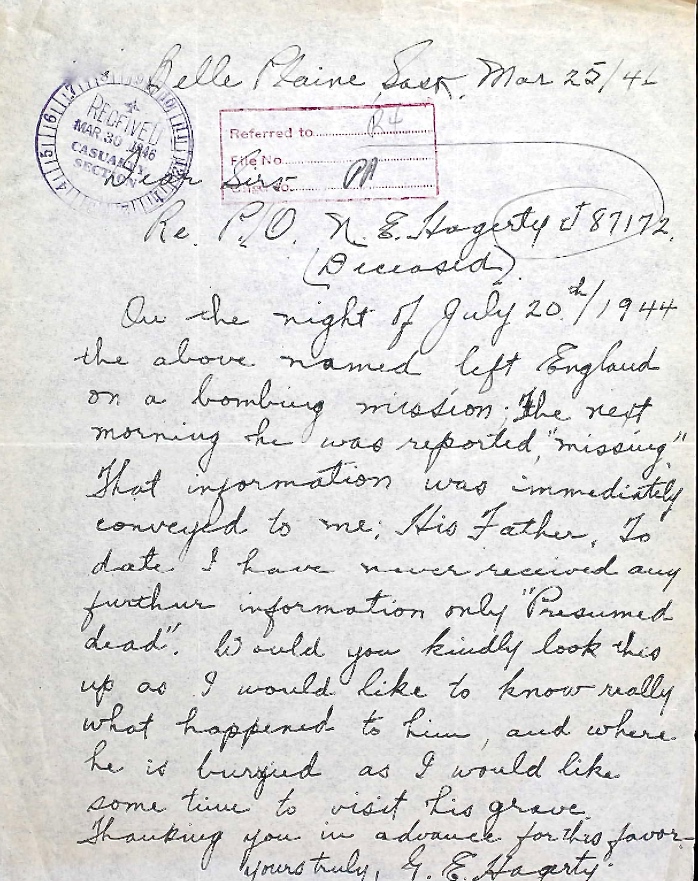 Belle Plaine, Sask, Mar 25/46
RECEIVED
MAR 30 1946
CASUALTY
SECTION
Referred to R4
File No
Dear Sirs
Re. P/O. N. E. Hagerty J 87172.
(Deceased)
On the night of July 20th/1944
the above named left England
on a bombing mission; the next
morning he was reported, "missing"
That information was immediately
conveyed to me; His Father. To
date I have never received any
furthur information only "Presumed
dead". Would you kindly look this
up as I would like to know really
what happened to him, and where
he is burryied as I would like
some time to visit his grave.
Thanking you in advance for this favor-
yours truly, G. E. Hagerty.